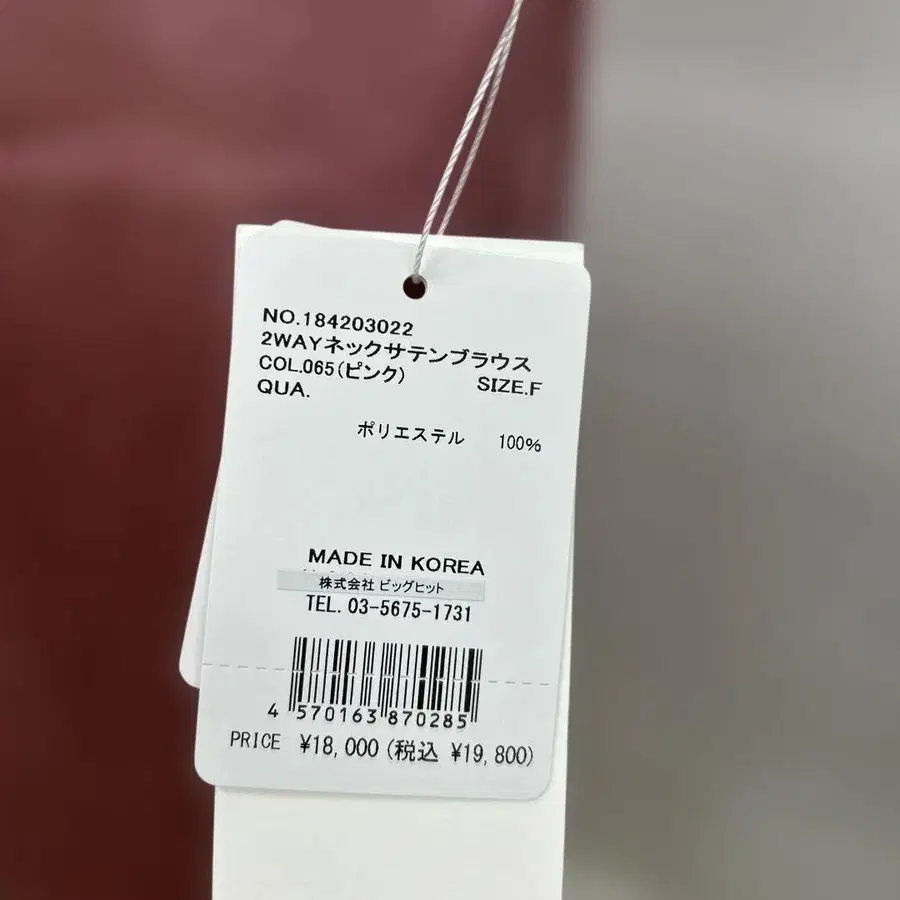 NO.184203022
2WAYネックサテンブラウス
COL.065(ピンク) SIZE.F
QUA.
ポリエステル 100%
MADE IN KOREA
株式会社 ビッグヒット
TEL. 03-5675-1731
4 570163 870285
PRICE ¥18,000 (税込 ¥19,800)